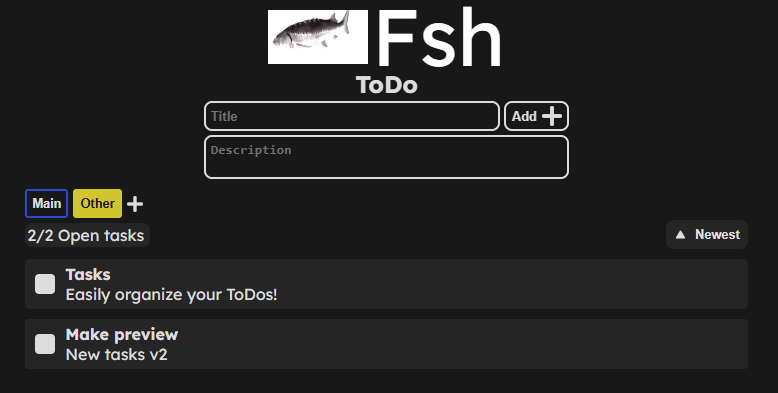 Fsh
ToDo
Title
Add
Description
Main Other
2/2 Open tasks
Newest
Tasks
Easily organize your ToDos!
Make preview
New tasks v2